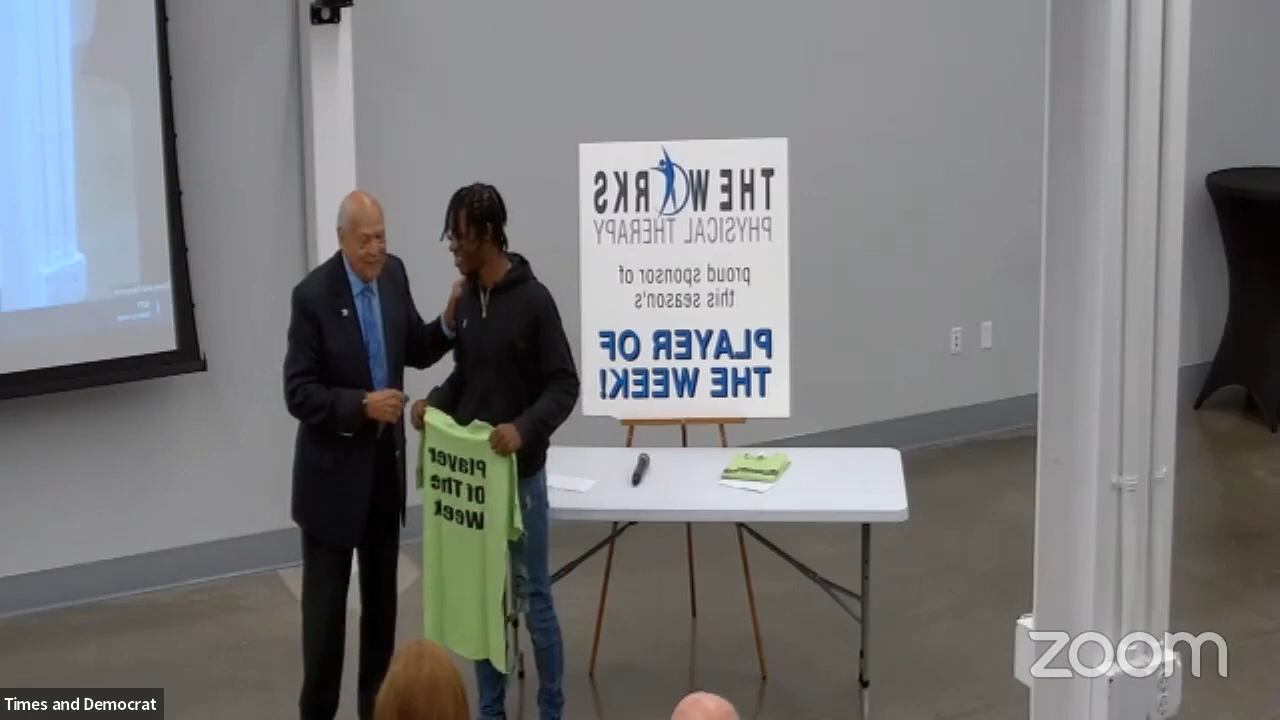 THE WORKS
PHYSICAL THERAPY
proud sponsor of
this season's
PLAYER OF
THE WEEK!
Player
Of The
Week
zoom
Times and Democrat